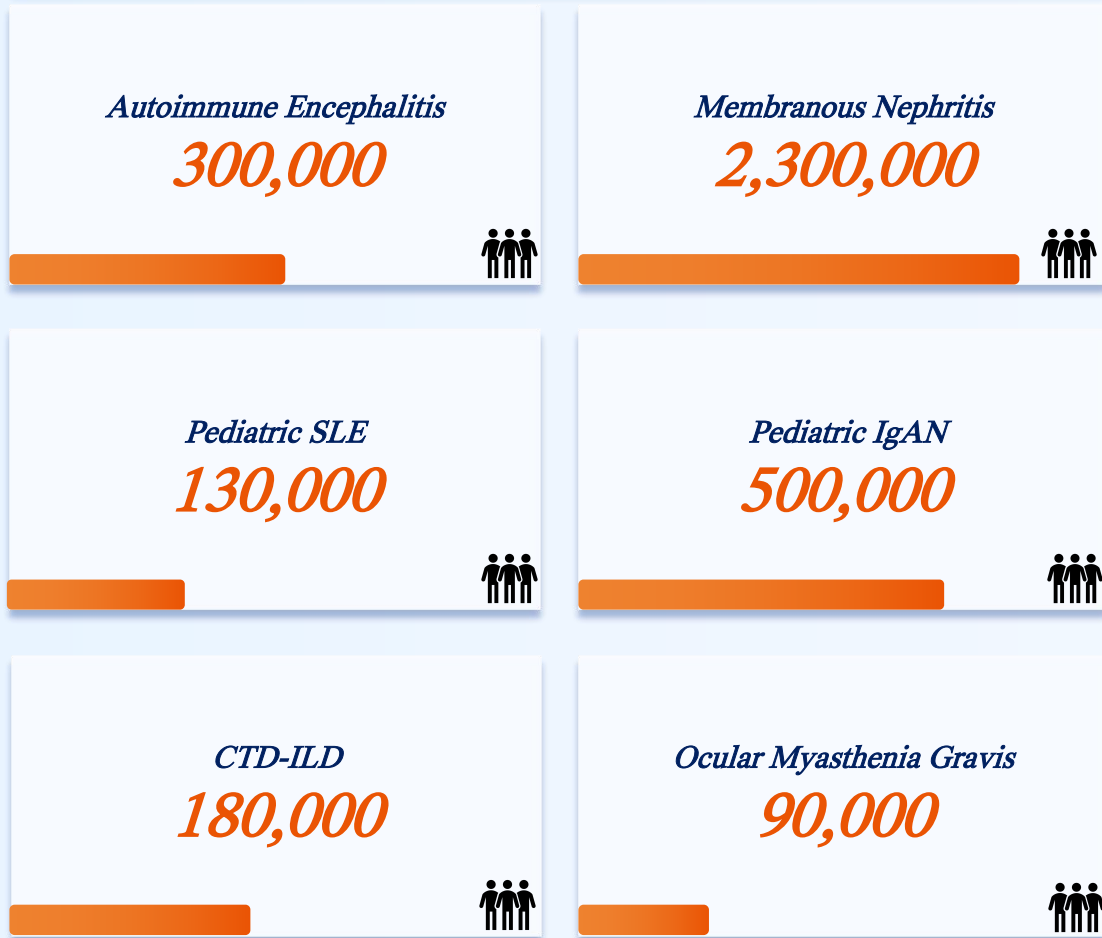 Autoimmune Encephalitis
300,000
Membranous Nephritis
2,300,000
Pediatric SLE
130,000
Pediatric IgAN
500,000
CTD-ILD
180,000
Ocular Myasthenia Gravis
90,000